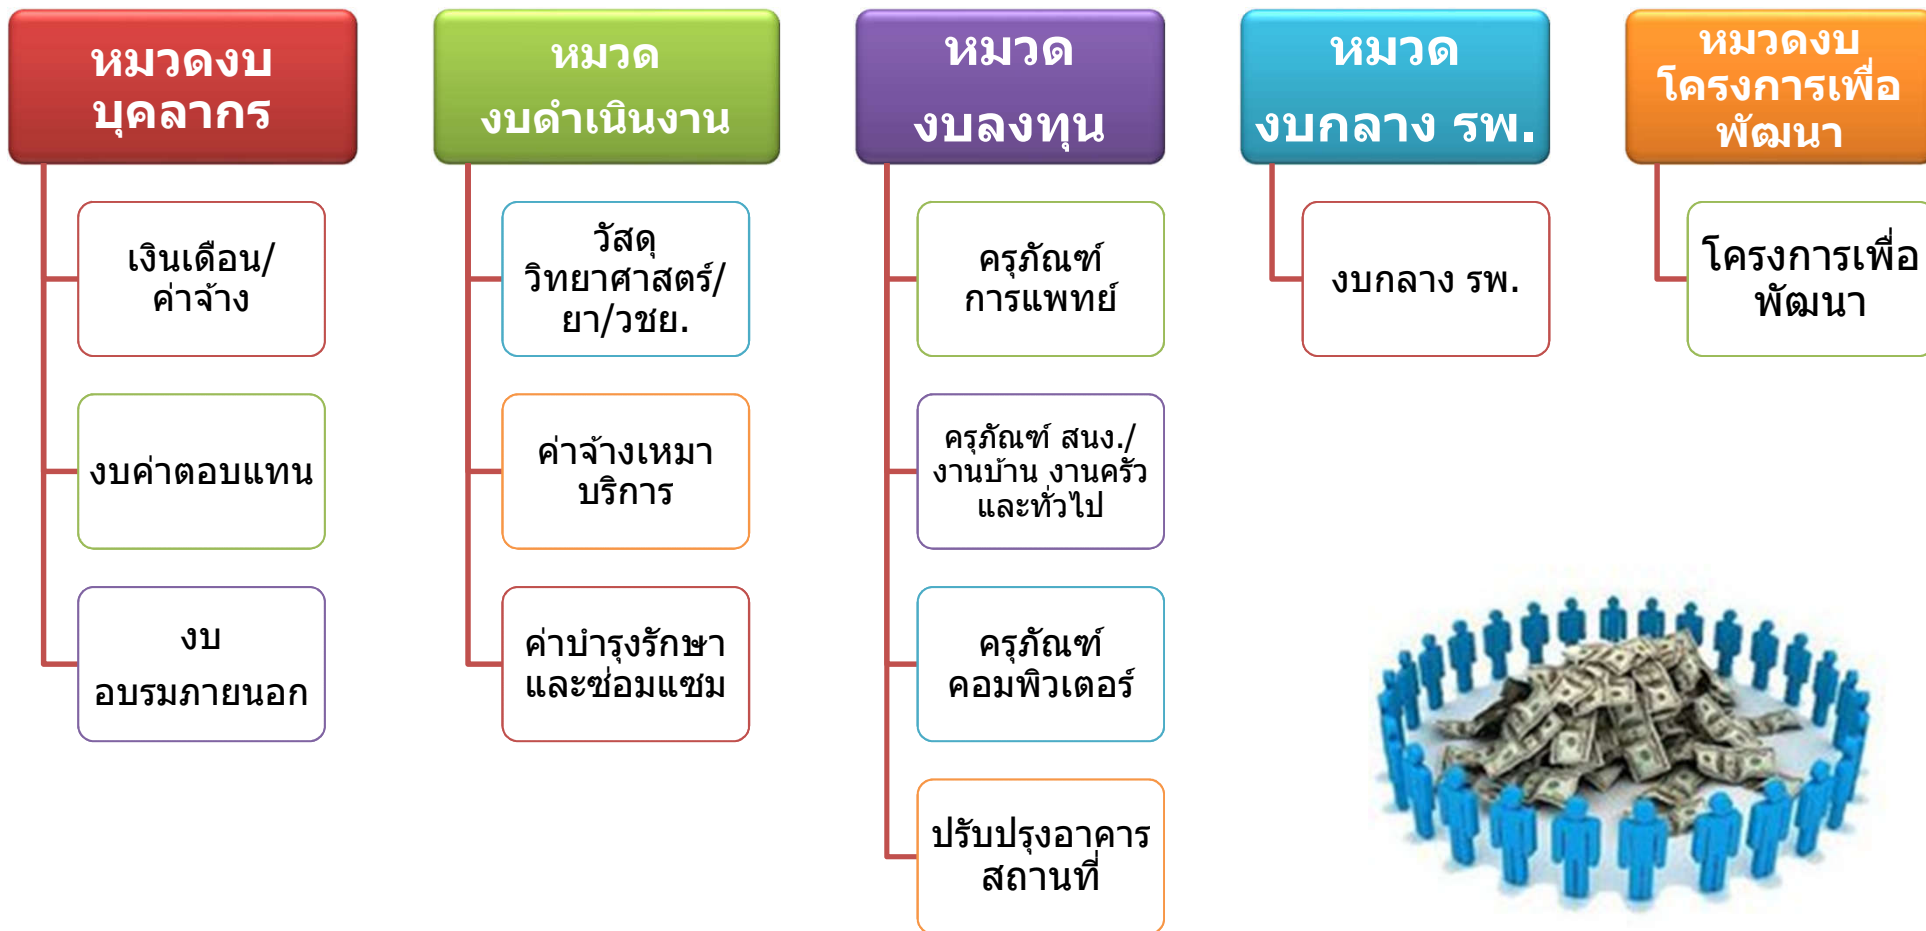 หมวดงบ
บุคลากร
เงินเดือน/
ค่าจ้าง
งบค่าตอบแทน
งบ
อบรมภายนอก
หมวด
งบดำเนินงาน
วัสดุ
วิทยาศาสตร์/
ยา/วชย.
ค่าจ้างเหมา
บริการ
ค่าบำรุงรักษา
และซ่อมแซม
หมวด
งบลงทุน
ครุภัณฑ์
การแพทย์
ครุภัณฑ์ สนง./
งานบ้าน งานครัว
และทั่วไป
ครุภัณฑ์
คอมพิวเตอร์
ปรับปรุงอาคาร
สถานที่
หมวด
งบกลาง รพ.
งบกลาง รพ.
หมวดงบ
โครงการเพื่อ
พัฒนา
โครงการเพื่อ
พัฒนา